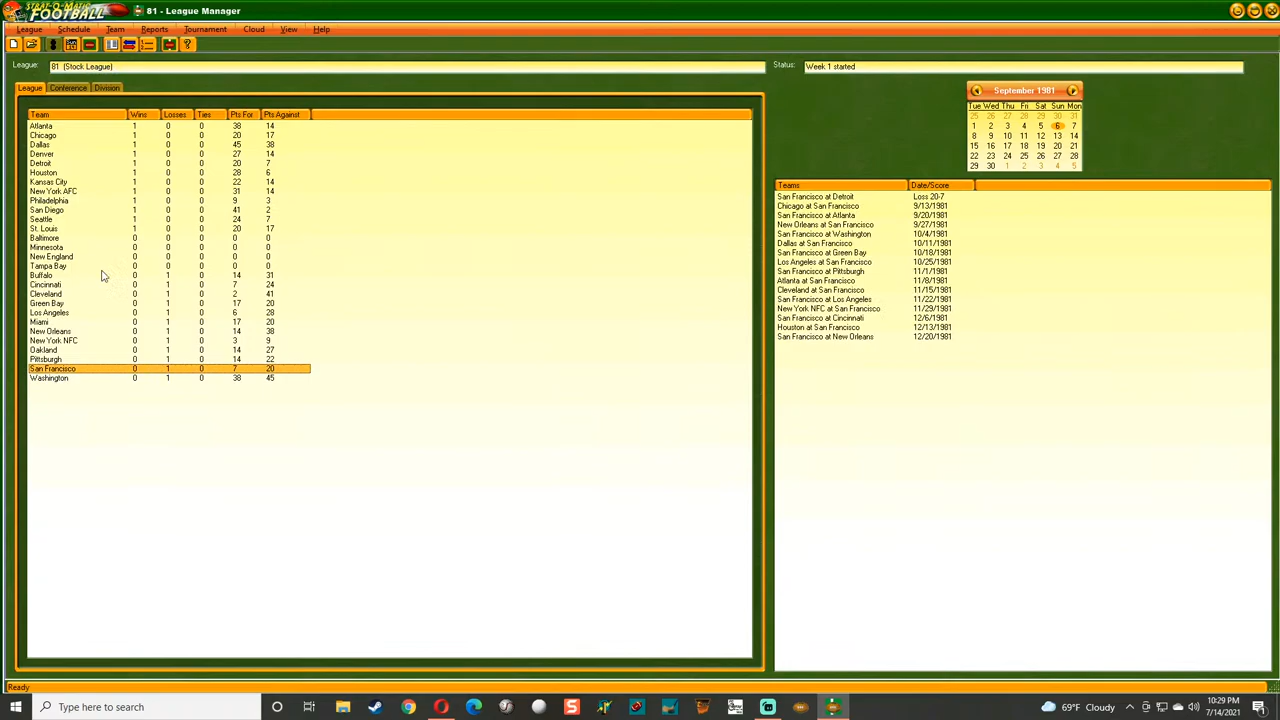 STRAT-O-MATIC FOOTBALL 81 - League Manager
League Schedule Team Reports Tournament Cloud View Help
League: 81 (Stock League) Status: Week 1 started
League Conference Division
September 1981
Tue Wed Thu Fri Sat Sun Mon
25 26 27 28 29 30 31
1 2 3 4 5 6 7
8 9 10 11 12 13 14
15 16 17 18 19 20 21
22 23 24 25 26 27 28
29 30 1 2 3 4 5
Team Wins Losses Ties Pts For Pts Against
Atlanta 1 0 0 38 14
Chicago 1 0 0 20 17
Dallas 1 0 0 45 38
Denver 1 0 0 27 14
Detroit 1 0 0 20 7
Houston 1 0 0 28 6
Kansas City 1 0 0 22 14
New York AFC 1 0 0 31 14
Philadelphia 1 0 0 9 3
San Diego 1 0 0 41 2
Seattle 1 0 0 24 7
St. Louis 1 0 0 20 17
Baltimore 0 0 0 0 0
Minnesota 0 0 0 0 0
New England 0 0 0 0 0
Tampa Bay 0 0 0 0 0
Buffalo 0 1 0 14 31
Cincinnati 0 1 0 7 24
Cleveland 0 1 0 2 41
Green Bay 0 1 0 17 20
Los Angeles 0 1 0 6 28
Miami 0 1 0 17 20
New Orleans 0 1 0 14 38
New York NFC 0 1 0 3 9
Oakland 0 1 0 14 27
Pittsburgh 0 1 0 14 22
San Francisco 0 1 0 7 20
Washington 0 1 0 38 45
Teams Date/Score
San Francisco at Detroit Loss 20-7
Chicago at San Francisco 9/13/1981
San Francisco at Atlanta 9/20/1981
New Orleans at San Francisco 9/27/1981
San Francisco at Washington 10/4/1981
Dallas at San Francisco 10/11/1981
San Francisco at Green Bay 10/18/1981
Los Angeles at San Francisco 10/25/1981
San Francisco at Pittsburgh 11/1/1981
Atlanta at San Francisco 11/8/1981
Cleveland at San Francisco 11/15/1981
San Francisco at Los Angeles 11/22/1981
New York NFC at San Francisco 11/29/1981
San Francisco at Cincinnati 12/6/1981
Houston at San Francisco 12/13/1981
San Francisco at New Orleans 12/20/1981
Ready
Type here to search
69°F Cloudy
10:29 PM
7/14/2021